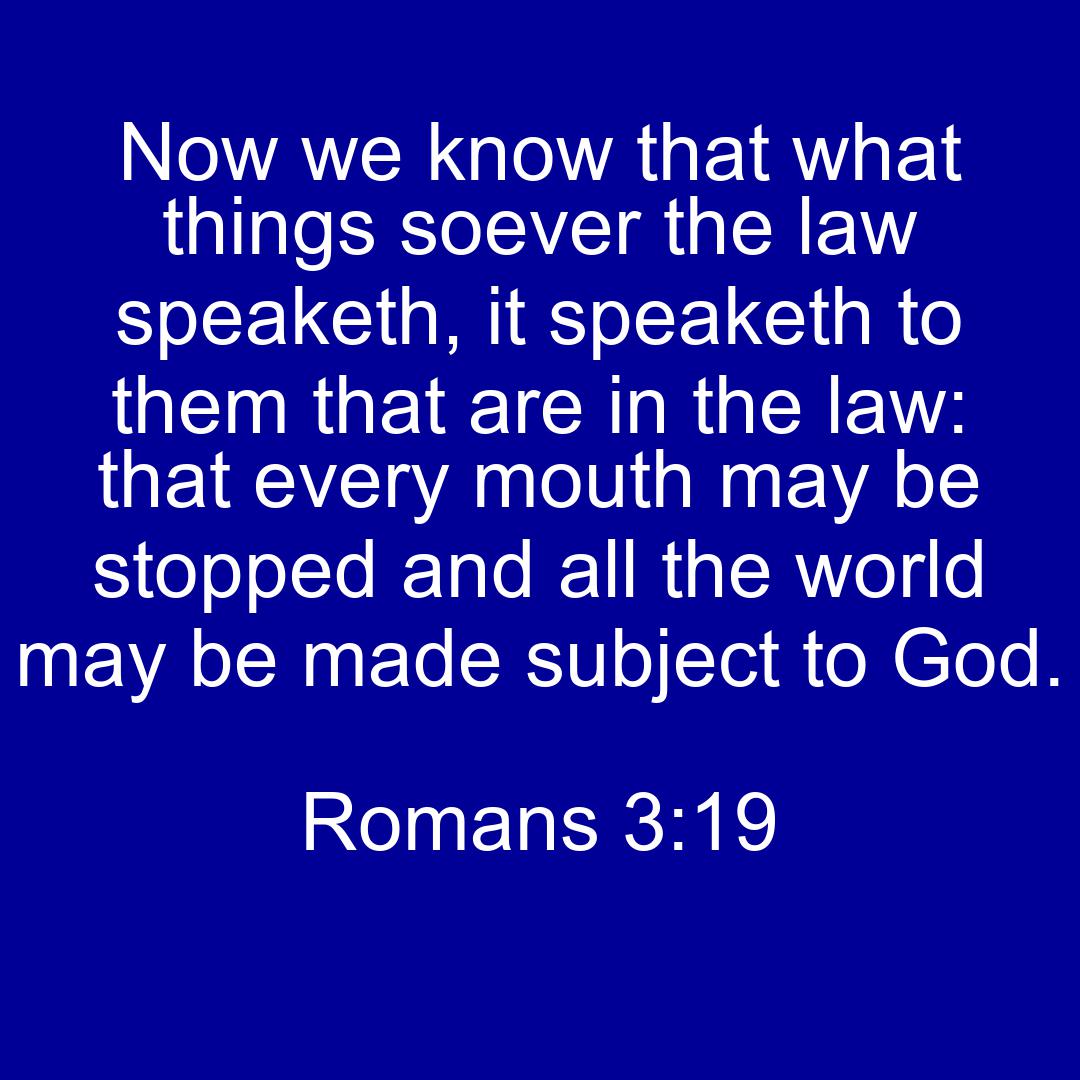 Now we know that what
things soever the law
speaketh, it speaketh to
them that are in the law:
that every mouth may be
stopped and all the world
may be made subject to God.
Romans 3:19